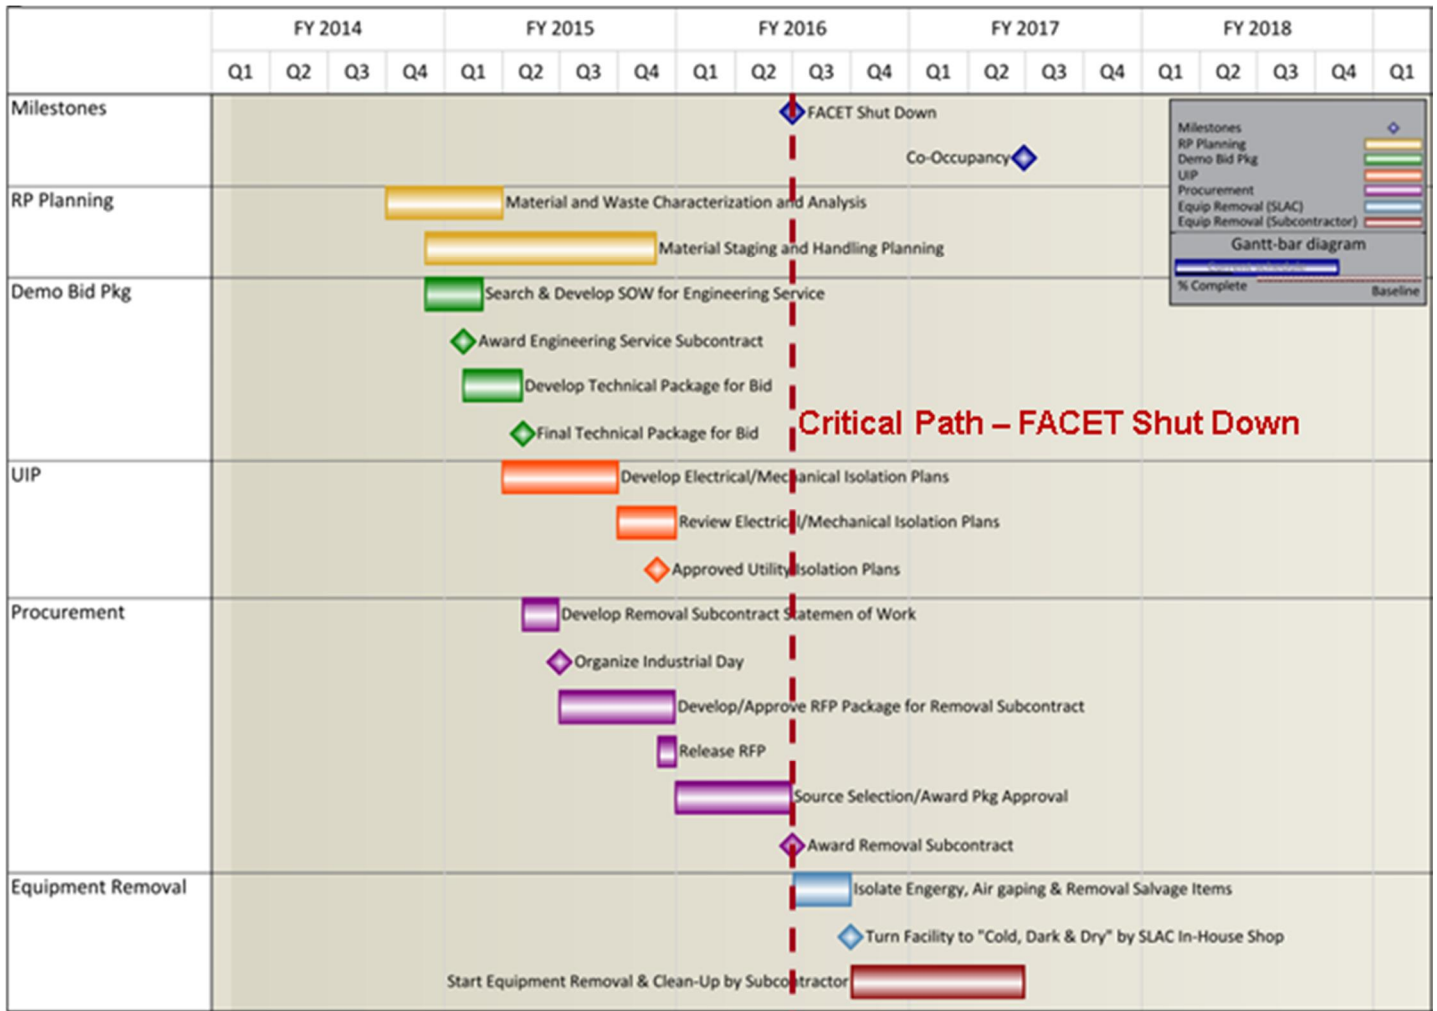 FY 2014 FY 2015 FY 2016 FY 2017 FY 2018
Q1 Q2 Q3 Q4 Q1 Q2 Q3 Q4 Q1 Q2 Q3 Q4 Q1 Q2 Q3 Q4 Q1 Q2 Q3 Q4 Q1
Milestones
FACET Shut Down
Co-Occupancy
Milestones
RP Planning
Demo Bid Pkg
UIP
Procurement
Equip Removal (SLAC)
Equip Removal (Subcontractor)
Gantt-bar diagram
% Complete
Baseline
RP Planning
Material and Waste Characterization and Analysis
Material Staging and Handling Planning
Demo Bid Pkg
Search & Develop SOW for Engineering Service
Award Engineering Service Subcontract
Develop Technical Package for Bid
Critical Path – FACET Shut Down
Final Technical Package for Bid
UIP
Develop Electrical/Mechanical Isolation Plans
Review Electrical/Mechanical Isolation Plans
Approved Utility Isolation Plans
Procurement
Develop Removal Subcontract Statemen of Work
Organize Industrial Day
Develop/Approve RFP Package for Removal Subcontract
Release RFP
Source Selection/Award Pkg Approval
Award Removal Subcontract
Equipment Removal
Isolate Engergy, Air gaping & Removal Salvage Items
Turn Facility to "Cold, Dark & Dry" by SLAC In-House Shop
Start Equipment Removal & Clean-Up by Subcontractor